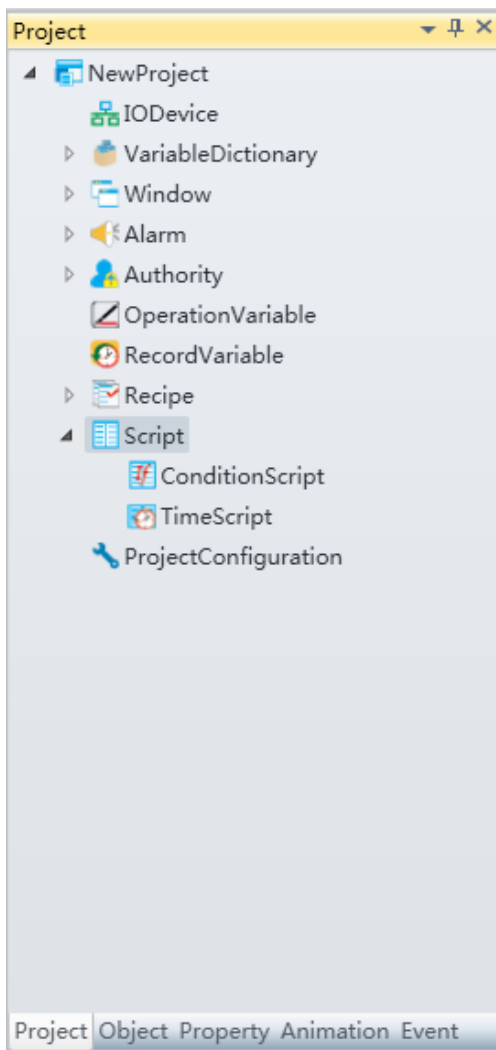 Project
NewProject
IODevice
VariableDictionary
Window
Alarm
Authority
OperationVariable
RecordVariable
Recipe
Script
If ConditionScript
TimeScript
ProjectConfiguration
Project Object Property Animation Event